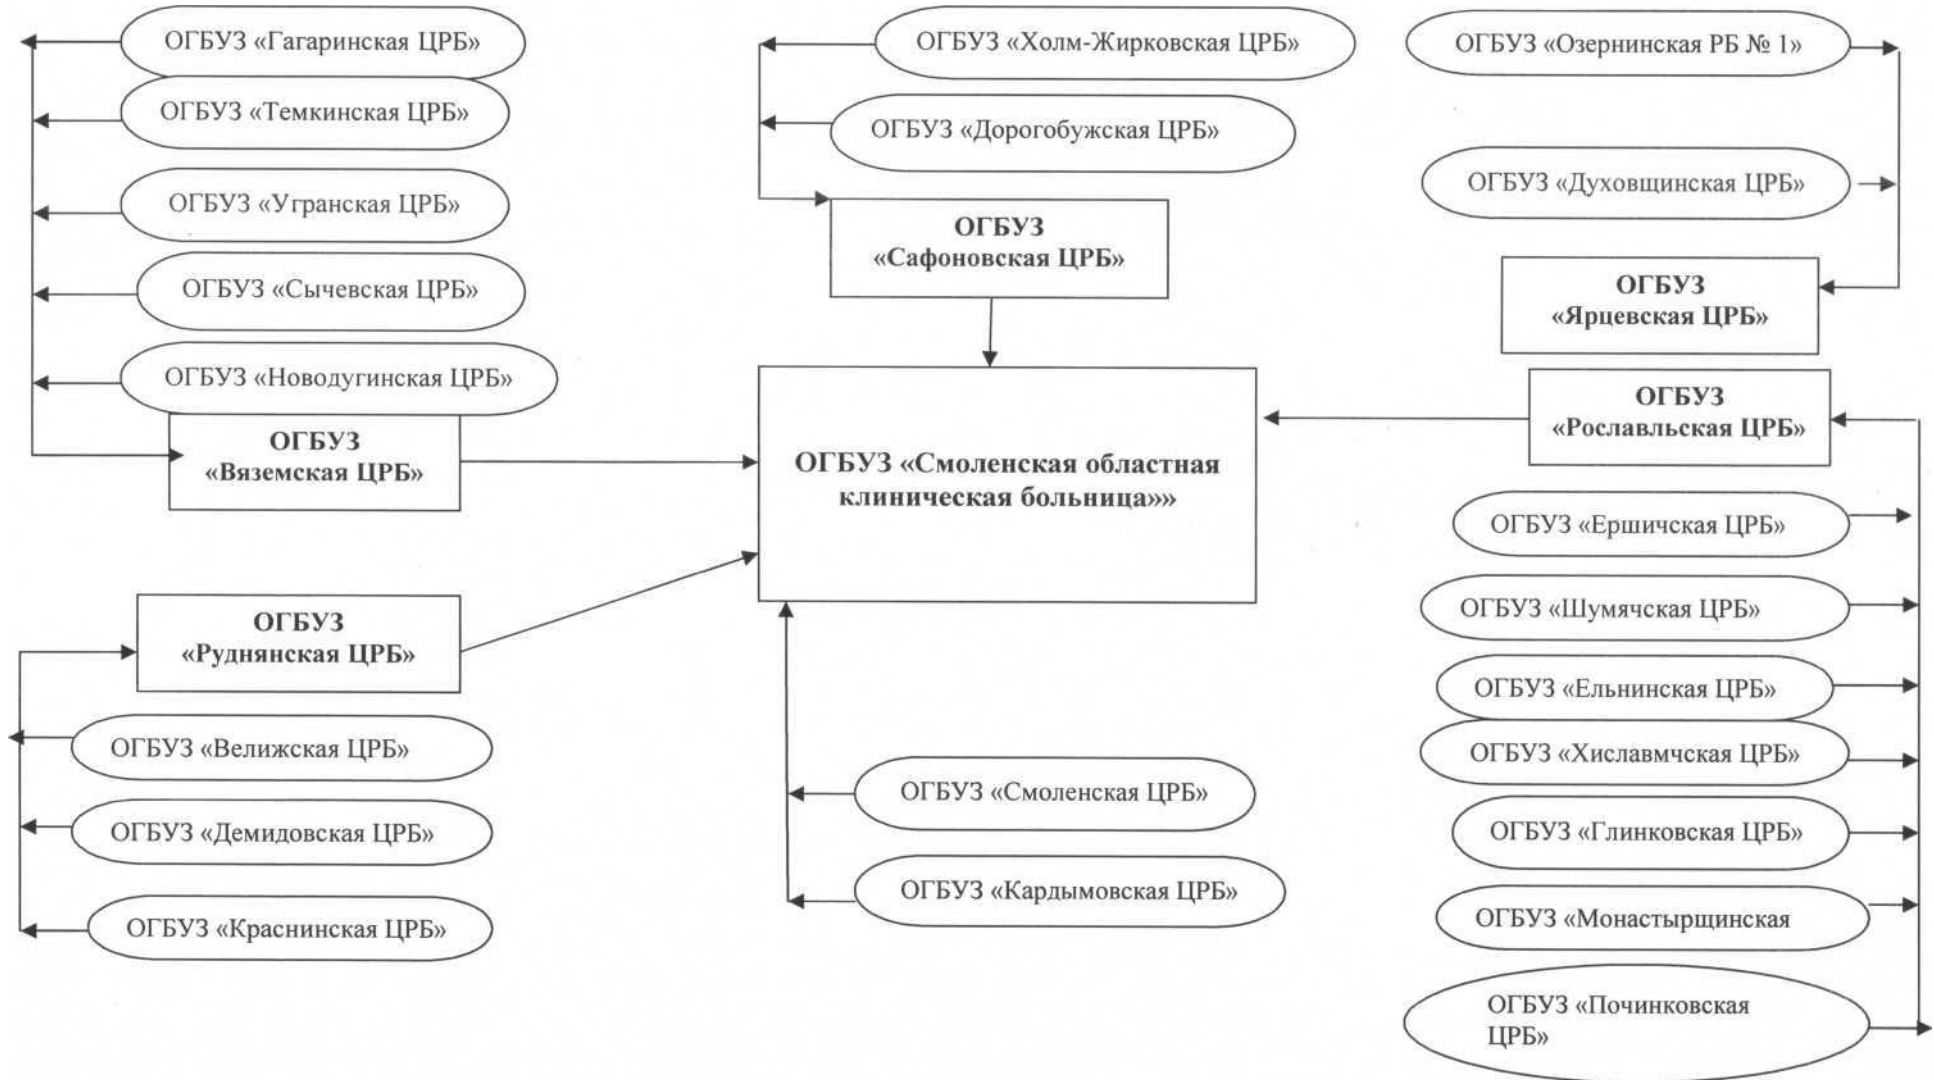 ОГБУЗ «Гагаринская ЦРБ»
ОГБУЗ «Темкинская ЦРБ»
ОГБУЗ «Угранская ЦРБ»
ОГБУЗ «Сычевская ЦРБ»
ОГБУЗ «Новодугинская ЦРБ»
ОГБУЗ
«Вяземская ЦРБ»
ОГБУЗ
«Руднянская ЦРБ»
ОГБУЗ «Велижская ЦРБ»
ОГБУЗ «Демидовская ЦРБ»
ОГБУЗ «Краснинская ЦРБ»
ОГБУЗ «Холм-Жирковская ЦРБ»
ОГБУЗ «Дорогобужская ЦРБ»
ОГБУЗ
«Сафоновская ЦРБ»
ОГБУЗ «Смоленская областная
клиническая больница»»
ОГБУЗ «Смоленская ЦРБ»
ОГБУЗ «Кардымовская ЦРБ»
ОГБУЗ «Озернинская РБ № 1»
ОГБУЗ «Духовщинская ЦРБ»
ОГБУЗ
«Ярцевская ЦРБ»
ОГБУЗ
«Рославльская ЦРБ»
ОГБУЗ «Ершичская ЦРБ»
ОГБУЗ «Шумячская ЦРБ»
ОГБУЗ «Ельнинская ЦРБ»
ОГБУЗ «Хиславмчская ЦРБ»
ОГБУЗ «Глинковская ЦРБ»
ОГБУЗ «Монастырщинская
ОГБУЗ «Починковская
ЦРБ»